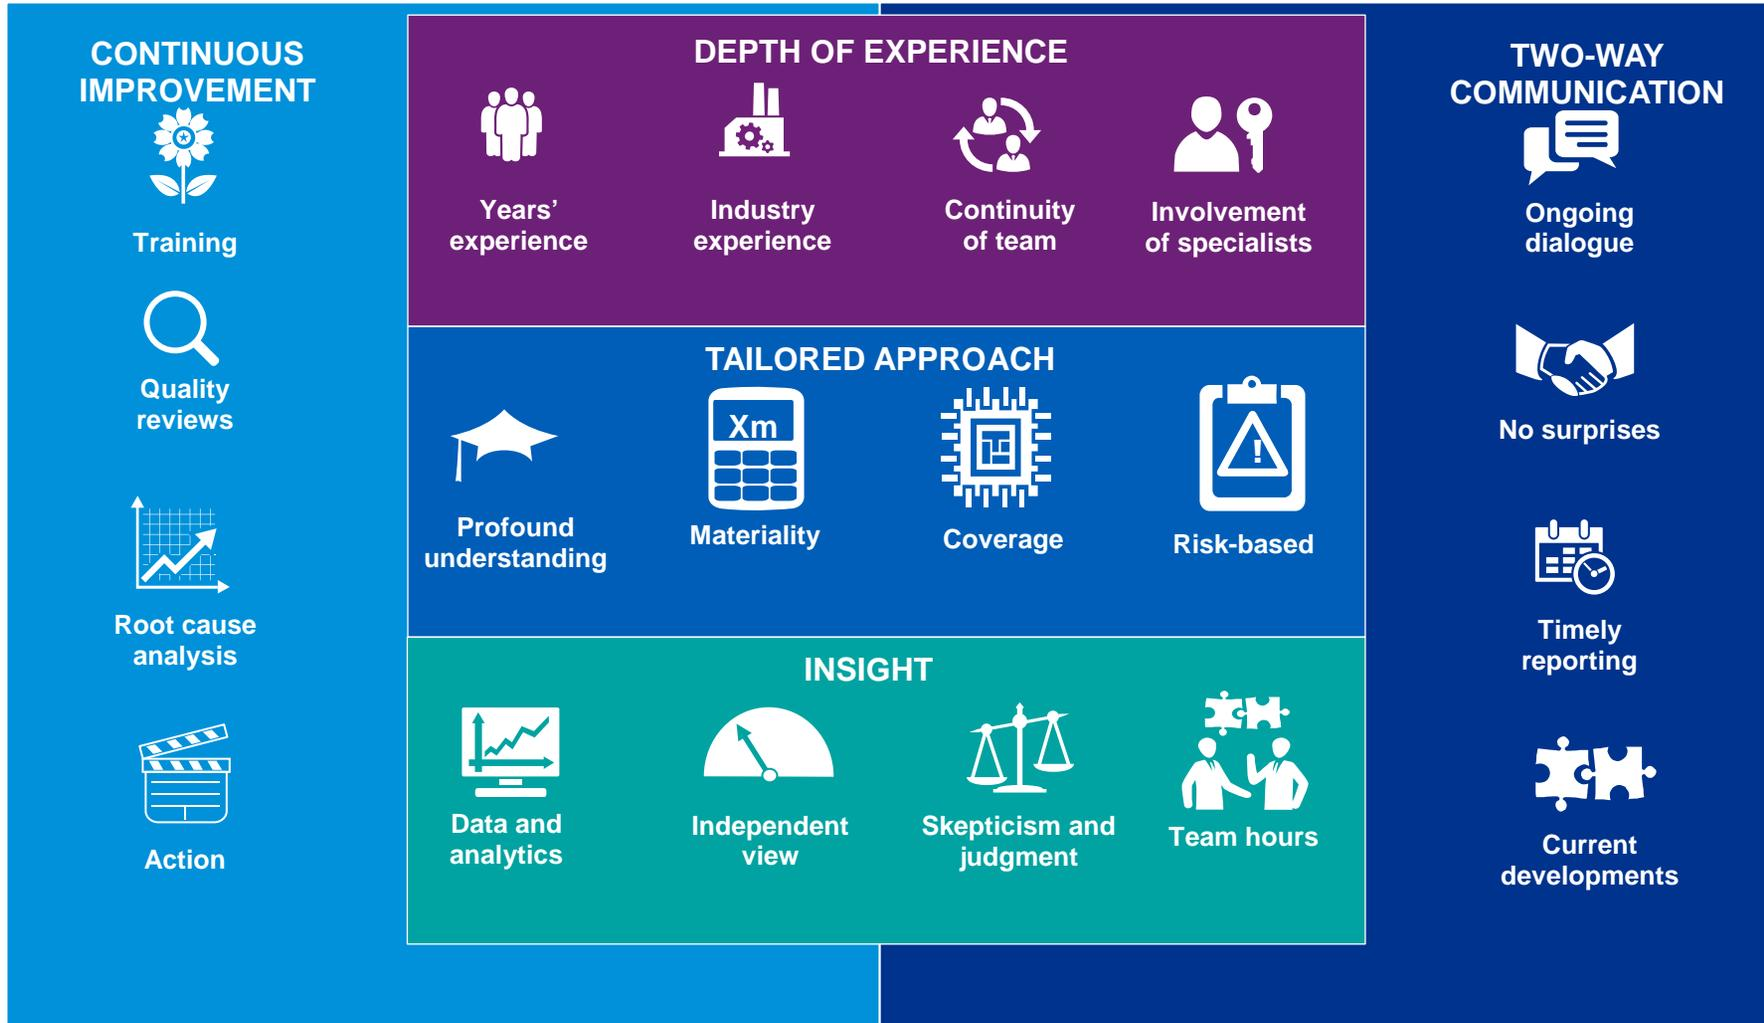 CONTINUOUS
IMPROVEMENT
Training
Quality
reviews
Root cause
analysis
Action
DEPTH OF EXPERIENCE
Years’
experience
Industry
experience
Continuity
of team
Involvement
of specialists
TAILORED APPROACH
Profound
understanding
Xm
Materiality
Coverage
!
Risk-based
INSIGHT
Data and
analytics
Independent
view
Skepticism and
judgment
Team hours
TWO-WAY
COMMUNICATION
Ongoing
dialogue
No surprises
Timely
reporting
Current
developments